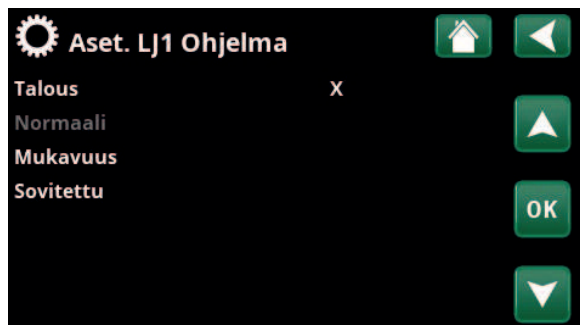 Aset. LJ1 Ohjelma
Talous X
Normaali
Mukavuus
Sovitettu
OK